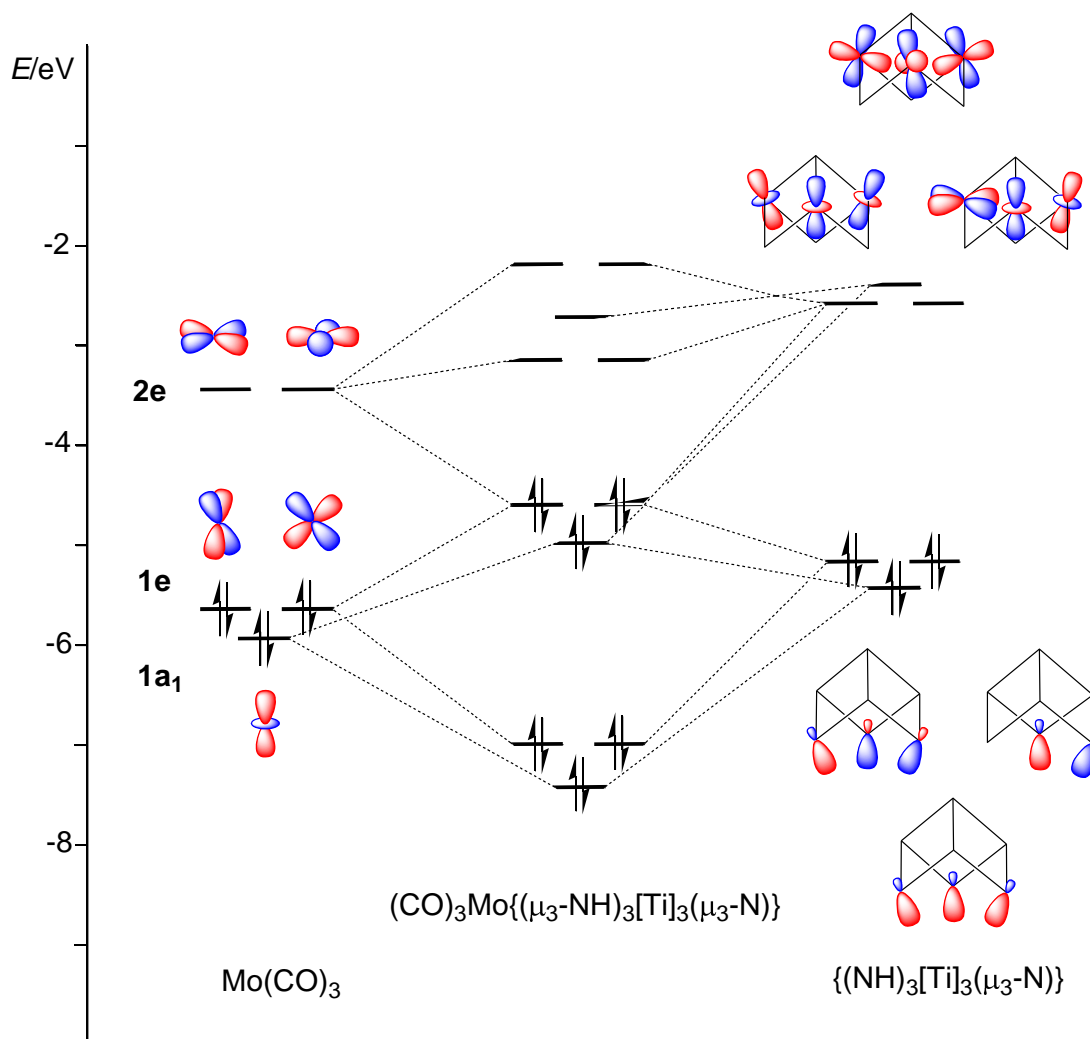 E/eV
-2
2e
-4
1e
-6
1a₁
-8
(CO)₃Mo{(μ₃-NH)₃[Ti]₃(μ₃-N)}
Mo(CO)₃
{(NH)₃[Ti]₃(μ₃-N)}